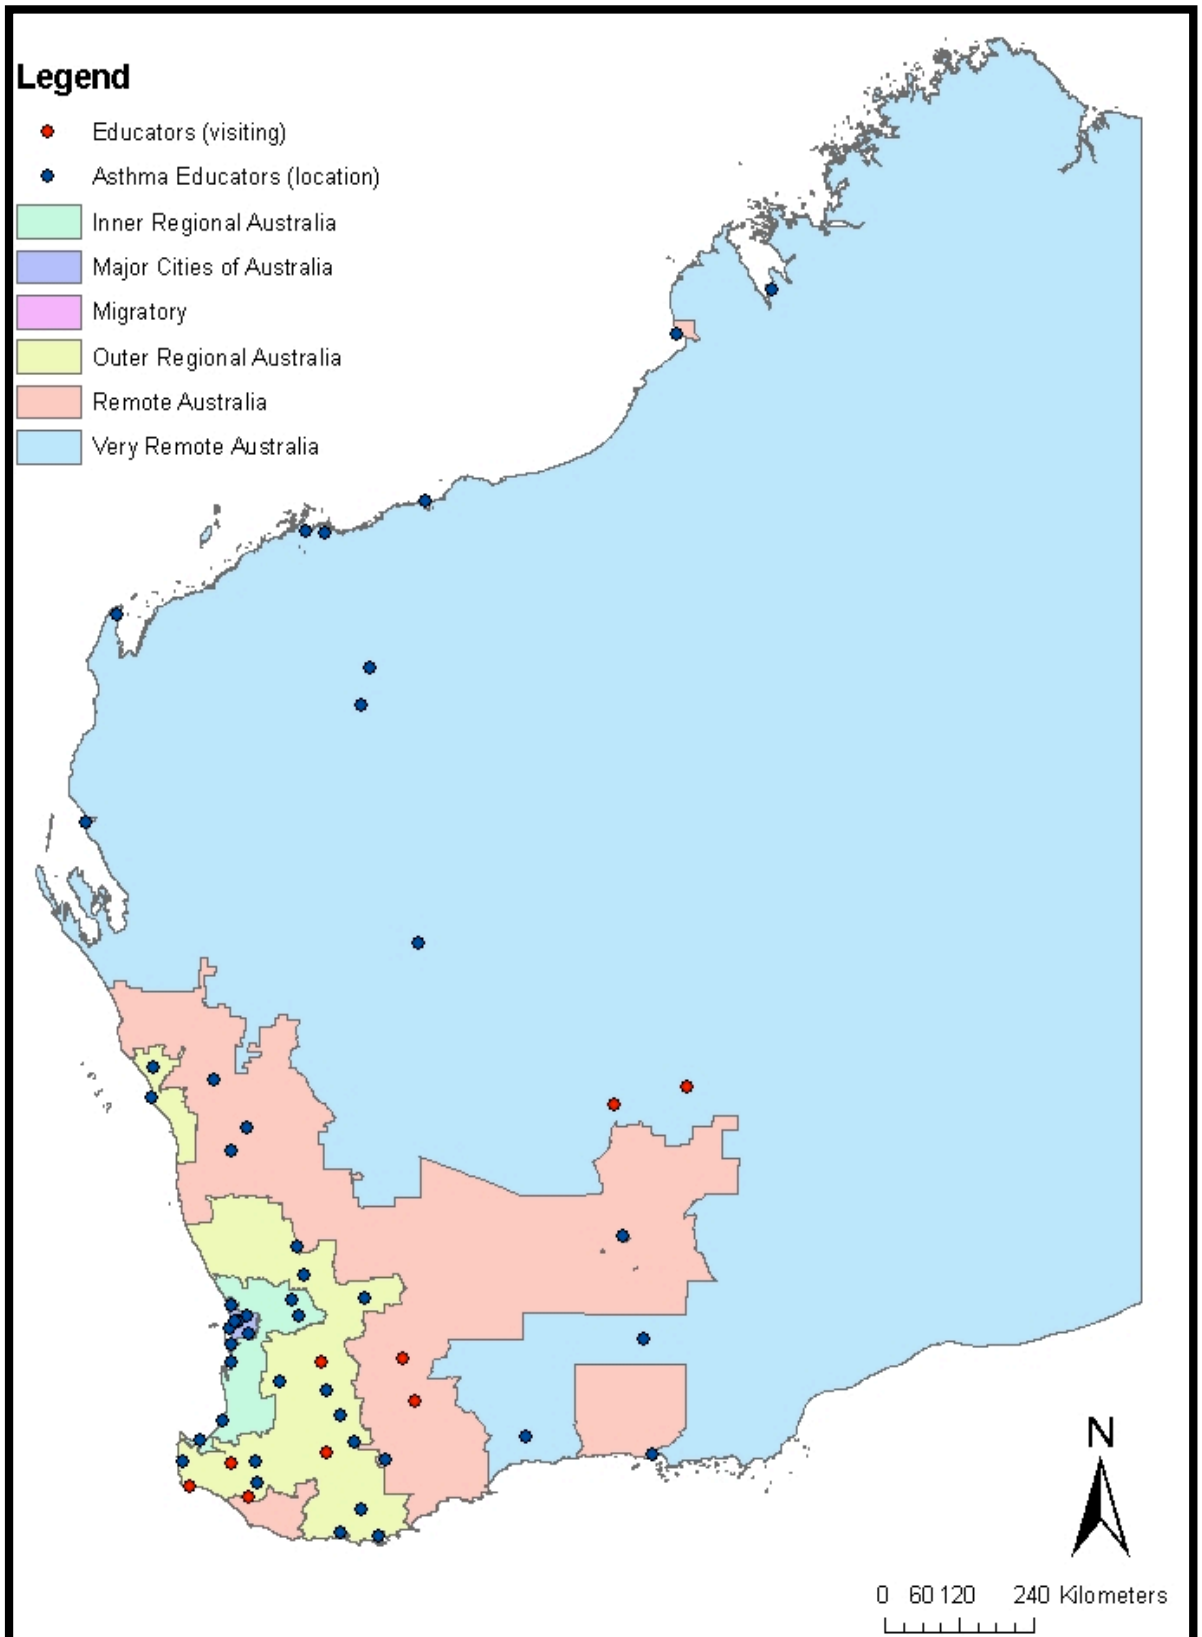 Legend
Educators (visiting)
Asthma Educators (location)
Inner Regional Australia
Major Cities of Australia
Migratory
Outer Regional Australia
Remote Australia
Very Remote Australia
N
0 60 120 240 Kilometers